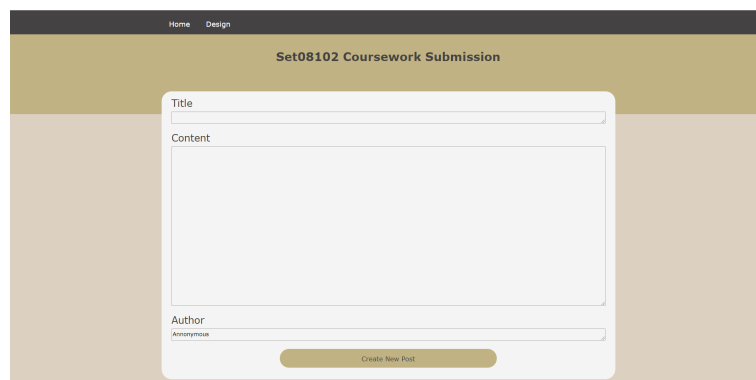 Home Design
Set08102 Coursework Submission
Title
Content
Author
Annonymous
Create New Post